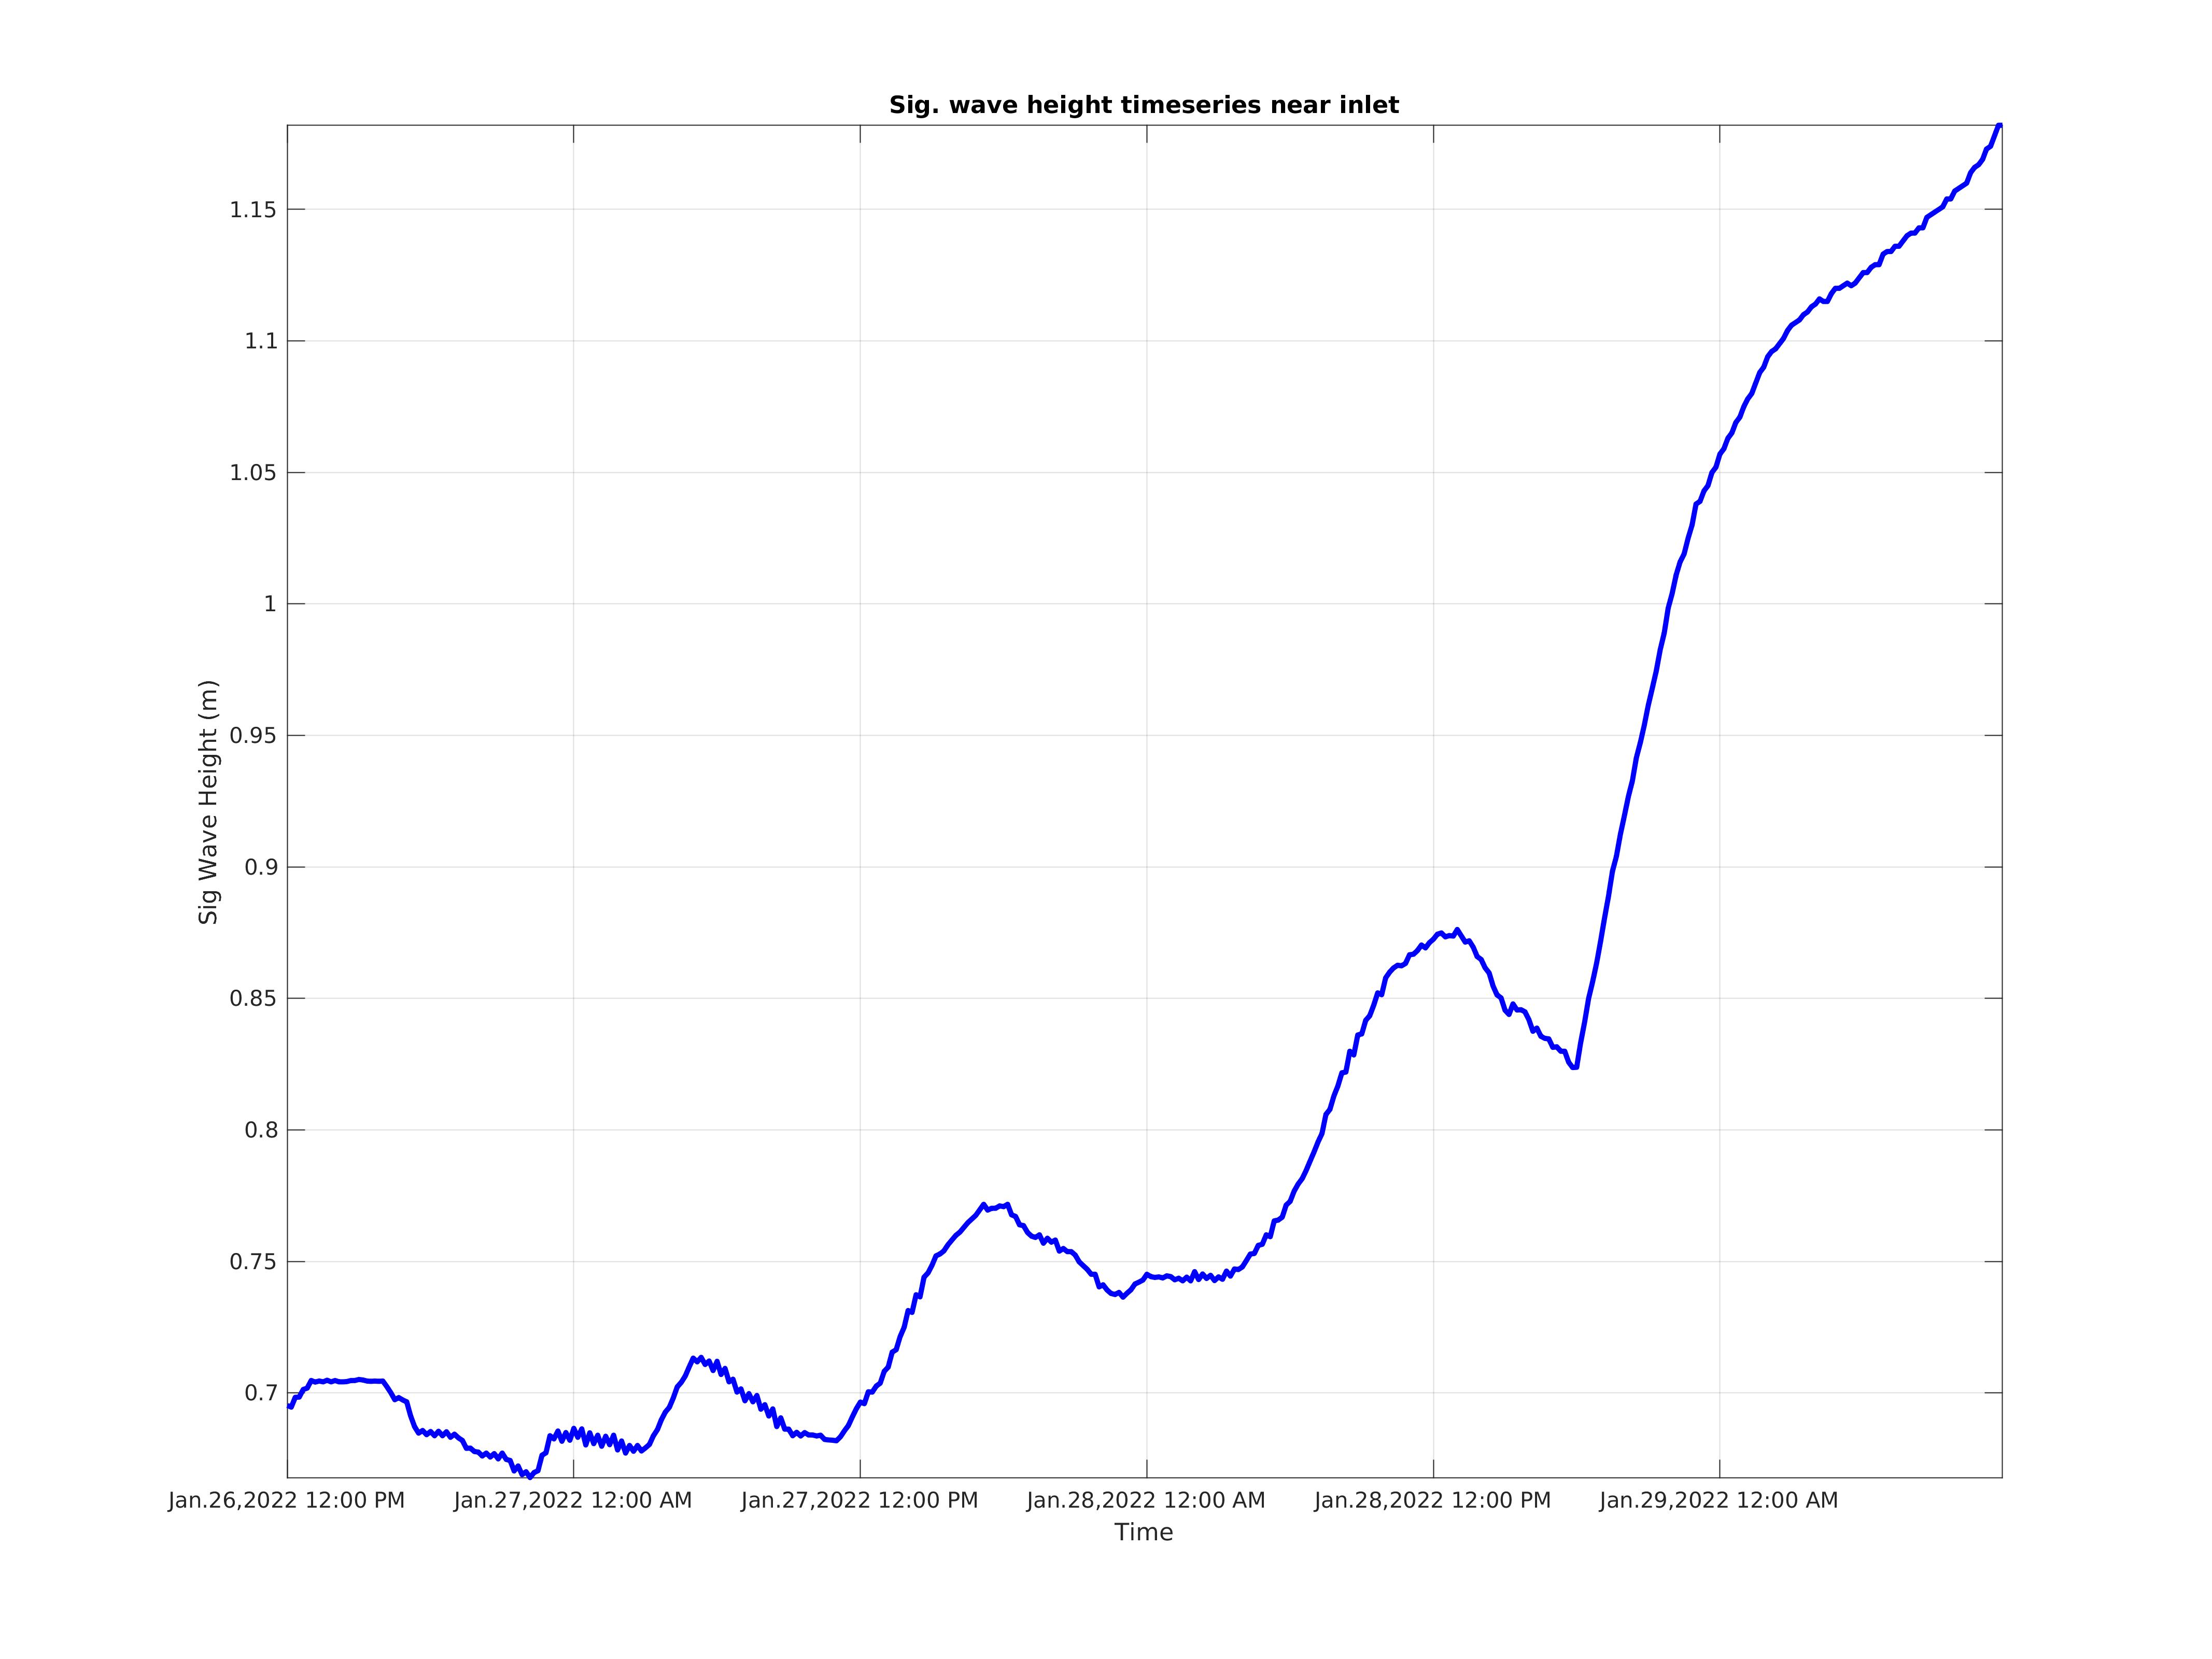 Sig. wave height timeseries near inlet
1.15
1.1
1.05
1
0.95
0.9
0.85
0.8
0.75
0.7
Sig Wave Height (m)
Jan.26,2022 12:00 PM Jan.27,2022 12:00 AM Jan.27,2022 12:00 PM Jan.28,2022 12:00 AM Jan.28,2022 12:00 PM Jan.29,2022 12:00 AM
Time